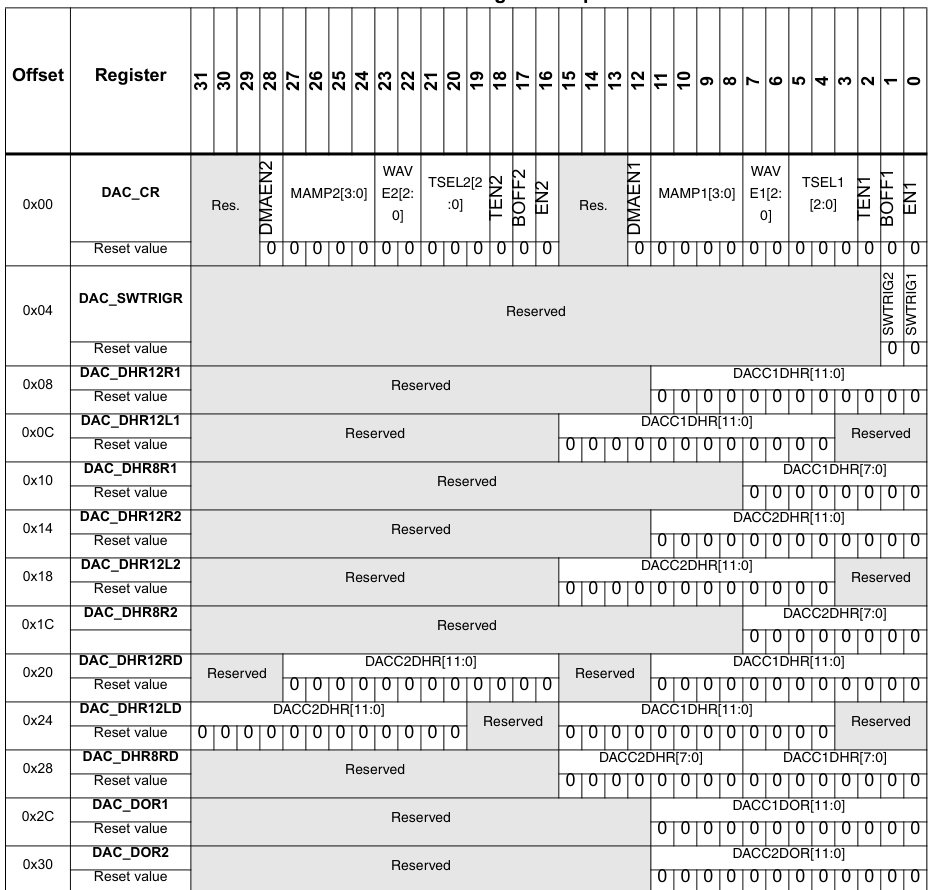 Offset Register 31 30 29 28 27 26 25 24 23 22 21 20 19 18 17 16 15 14 13 12 11 10 9 8 7 6 5 4 3 2 1 0
0x00 DAC_CR Res. DMAEN2 MAMP2[3:0] WAVE2[2:0] TSEL2[2:0] TEN2 BOFF2 EN2 Res. DMAEN1 MAMP1[3:0] WAVE1[2:0] TSEL1[2:0] TEN1 BOFF1 EN1
Reset value 0 0 0 0 0 0 0 0 0 0 0 0 0 0 0 0 0 0 0 0 0 0 0 0 0 0
0x04 DAC_SWTRIGR Reserved SWTRIG2 SWTRIG1
Reset value 0 0
0x08 DAC_DHR12R1 Reserved DACC1DHR[11:0]
Reset value 0 0 0 0 0 0 0 0 0 0 0 0
0x0C DAC_DHR12L1 Reserved DACC1DHR[11:0] Reserved
Reset value 0 0 0 0 0 0 0 0 0 0 0 0
0x10 DAC_DHR8R1 Reserved DACC1DHR[7:0]
Reset value 0 0 0 0 0 0 0 0
0x14 DAC_DHR12R2 Reserved DACC2DHR[11:0]
Reset value 0 0 0 0 0 0 0 0 0 0 0 0
0x18 DAC_DHR12L2 Reserved DACC2DHR[11:0] Reserved
Reset value 0 0 0 0 0 0 0 0 0 0 0 0
0x1C DAC_DHR8R2 Reserved DACC2DHR[7:0]
0 0 0 0 0 0 0 0
0x20 DAC_DHR12RD Reserved DACC2DHR[11:0] Reserved DACC1DHR[11:0]
Reset value 0 0 0 0 0 0 0 0 0 0 0 0 0 0 0 0 0 0 0 0 0 0 0 0
0x24 DAC_DHR12LD DACC2DHR[11:0] Reserved DACC1DHR[11:0] Reserved
Reset value 0 0 0 0 0 0 0 0 0 0 0 0 0 0 0 0 0 0 0 0 0 0 0 0
0x28 DAC_DHR8RD Reserved DACC2DHR[7:0] DACC1DHR[7:0]
Reset value 0 0 0 0 0 0 0 0 0 0 0 0 0 0 0 0
0x2C DAC_DOR1 Reserved DACC1DOR[11:0]
Reset value 0 0 0 0 0 0 0 0 0 0 0 0
0x30 DAC_DOR2 Reserved DACC2DOR[11:0]
Reset value 0 0 0 0 0 0 0 0 0 0 0 0